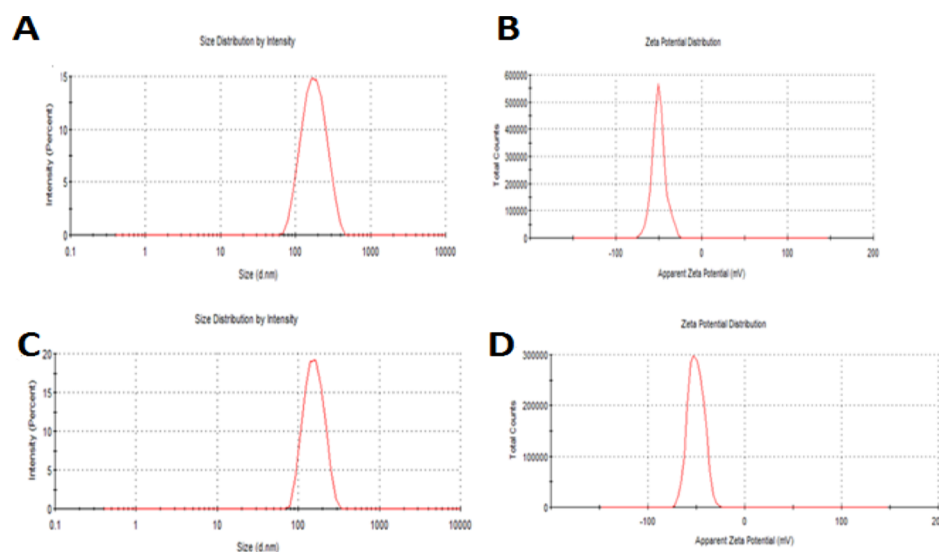 A
Size Distribution by Intensity
Intensity (Percent)
15
10
5
0
0.1 1 10 100 1000 10000
Size (d.nm)
B
Zeta Potential Distribution
Total Counts
600000
500000
400000
300000
200000
100000
0
-100 0 100 200
Apparent Zeta Potential (mV)
C
Size Distribution by Intensity
Intensity (Percent)
20
15
10
5
0
0.1 1 10 100 1000 10000
Size (d.nm)
D
Zeta Potential Distribution
Total Counts
300000
200000
100000
0
-100 0 100 200
Apparent Zeta Potential (mV)